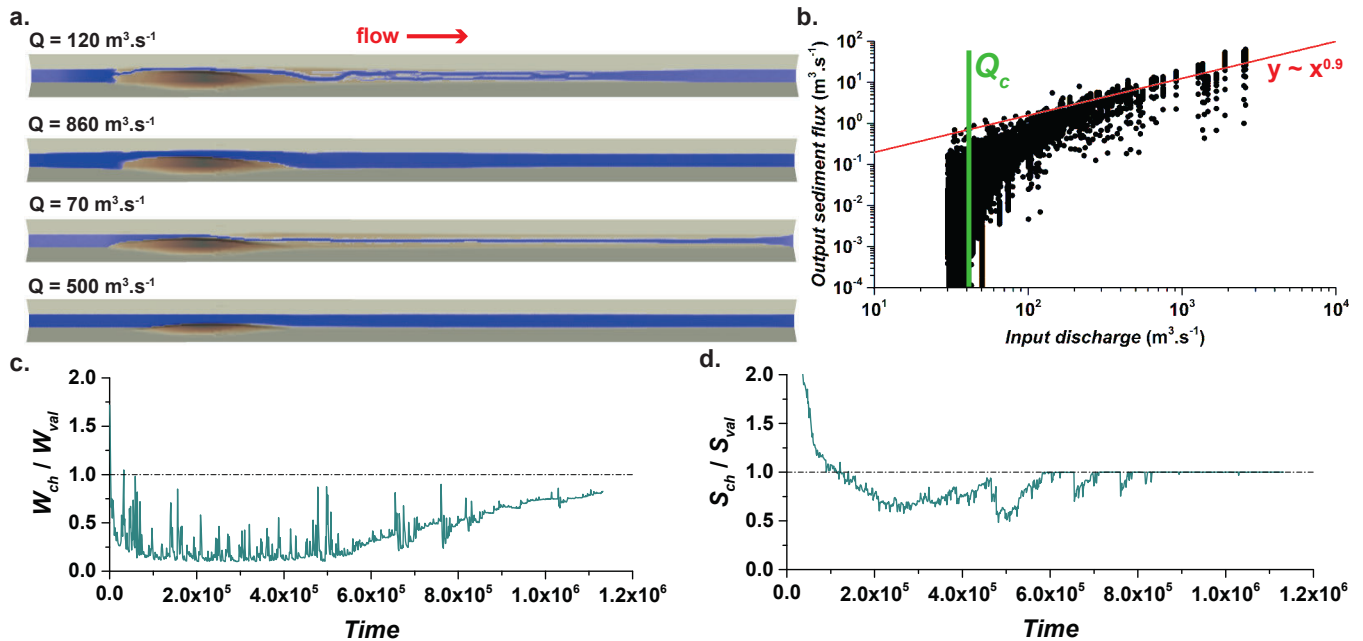 a.
Q = 120 m³.s⁻¹
flow
Q = 860 m³.s⁻¹
Q = 70 m³.s⁻¹
Q = 500 m³.s⁻¹
b.
Output sediment flux (m³.s⁻¹)
10²
10¹
10⁰
10⁻¹
10⁻²
10⁻³
10⁻⁴
Q_c
y ~ x^0.9
10¹ 10² 10³ 10⁴
Input discharge (m³.s⁻¹)
c.
W_ch / W_val
2.0
1.5
1.0
0.5
0.0
0.0 2.0x10⁵ 4.0x10⁵ 6.0x10⁵ 8.0x10⁵ 1.0x10⁶ 1.2x10⁶
Time
d.
S_ch / S_val
2.0
1.5
1.0
0.5
0.0
0.0 2.0x10⁵ 4.0x10⁵ 6.0x10⁵ 8.0x10⁵ 1.0x10⁶ 1.2x10⁶
Time